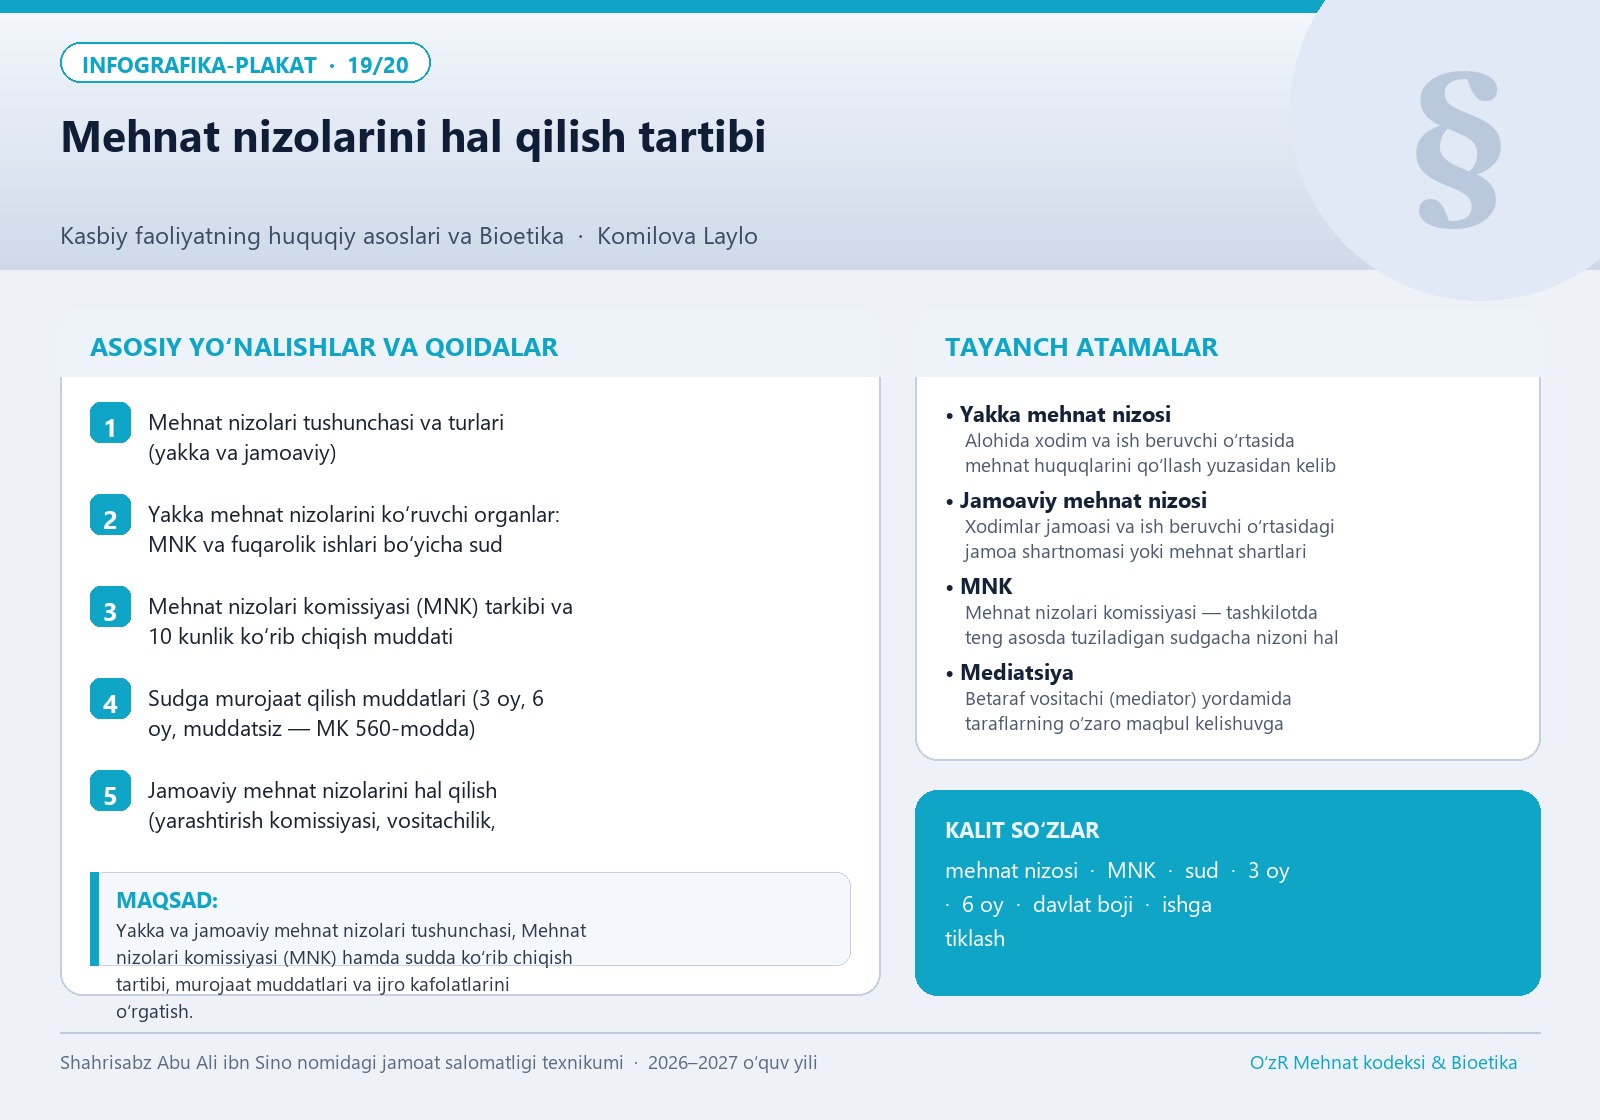 INFOGRAFIKA-PLAKAT · 19/20
§
Mehnat nizolarini hal qilish tartibi
Kasbiy faoliyatning huquqiy asoslari va Bioetika · Komilova Laylo
ASOSIY YO‘NALISHLAR VA QOIDALAR
1
Mehnat nizolari tushunchasi va turlari
(yakka va jamoaviy)
2
Yakka mehnat nizolarini ko‘ruvchi organlar:
MNK va fuqarolik ishlari bo‘yicha sud
3
Mehnat nizolari komissiyasi (MNK) tarkibi va
10 kunlik ko‘rib chiqish muddati
4
Sudga murojaat qilish muddatlari (3 oy, 6
oy, muddatsiz — MK 560-modda)
5
Jamoaviy mehnat nizolarini hal qilish
(yarashtirish komissiyasi, vositachilik,
MAQSAD:
Yakka va jamoaviy mehnat nizolari tushunchasi, Mehnat
nizolari komissiyasi (MNK) hamda sudda ko‘rib chiqish
tartibi, murojaat muddatlari va ijro kafolatlarini
o‘rgatish.
TAYANCH ATAMALAR
• Yakka mehnat nizosi
Alohida xodim va ish beruvchi o‘rtasida
mehnat huquqlarini qo‘llash yuzasidan kelib
• Jamoaviy mehnat nizosi
Xodimlar jamoasi va ish beruvchi o‘rtasidagi
jamoa shartnomasi yoki mehnat shartlari
• MNK
Mehnat nizolari komissiyasi — tashkilotda
teng asosda tuziladigan sudgacha nizoni hal
• Mediatsiya
Betaraf vositachi (mediator) yordamida
taraflarning o‘zaro maqbul kelishuvga
KALIT SO‘ZLAR
mehnat nizosi · MNK · sud · 3 oy
· 6 oy · davlat boji · ishga
tiklash
Shahrisabz Abu Ali ibn Sino nomidagi jamoat salomatligi texnikumi · 2026–2027 o‘quv yili
O‘zR Mehnat kodeksi & Bioetika